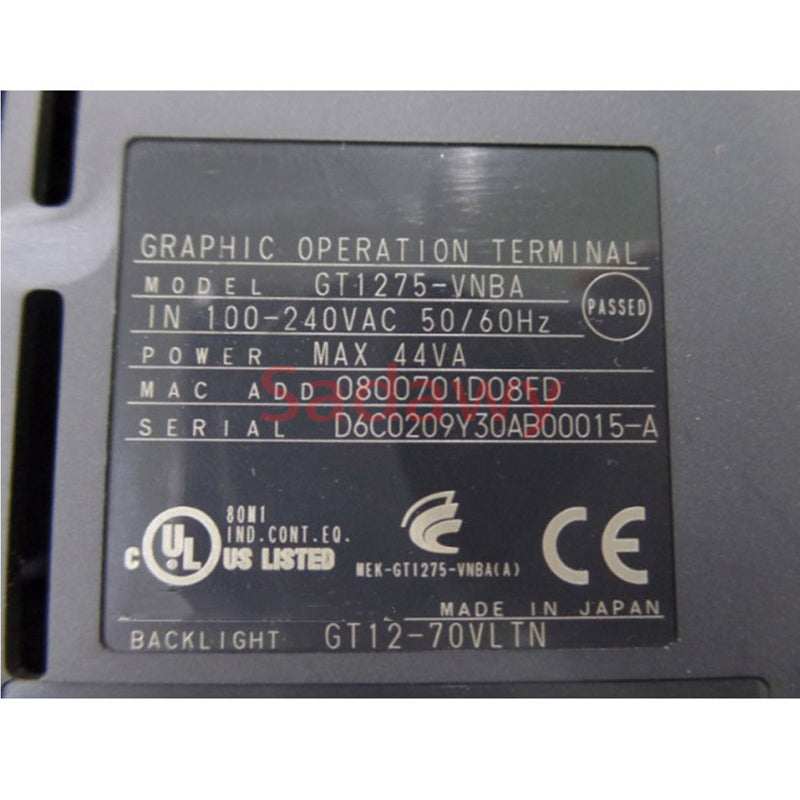 GRAPHIC OPERATION TERMINAL
MODEL GT1275-VNBA
PASSED
IN 100-240VAC 50/60Hz
POWER MAX 44VA
MAC ADD
SERIAL D6C0209Y30AB00015-A
Sadawy
80M1
IND.CONT.EQ.
C UL US LISTED
MEK-GT1275-VNBA(A)
CE
MADE IN JAPAN
BACKLIGHT GT12-70VLTN